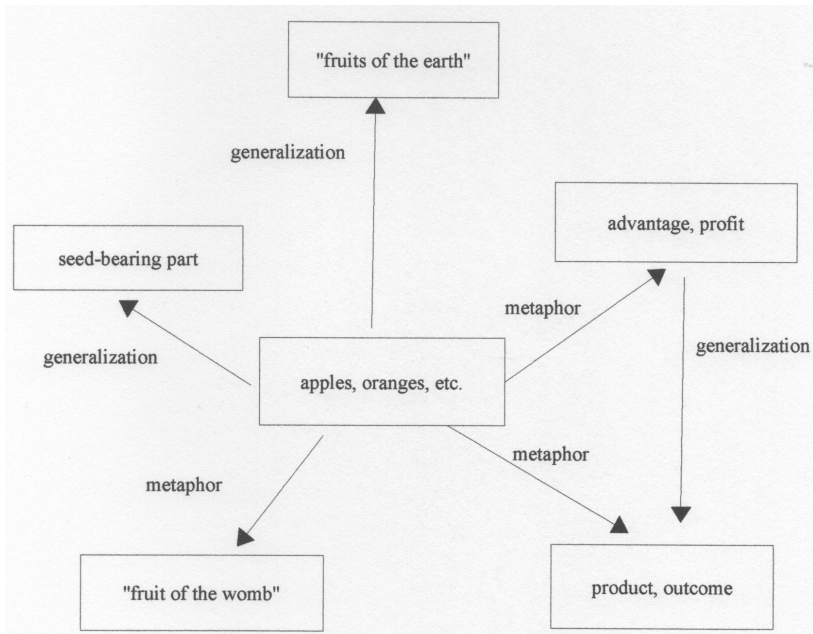 "fruits of the earth"
generalization
advantage, profit
seed-bearing part
metaphor
generalization
generalization
apples, oranges, etc.
metaphor
metaphor
"fruit of the womb"
product, outcome